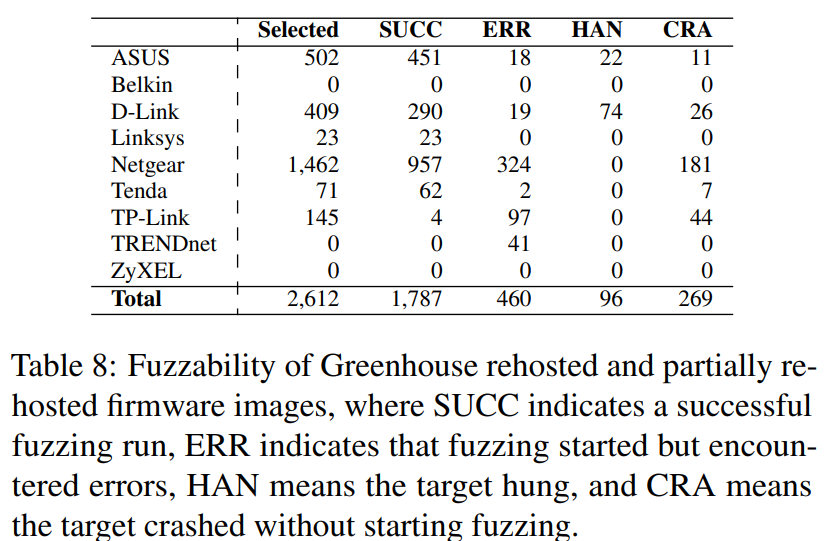 Selected SUCC ERR HAN CRA
ASUS 502 451 18 22 11
Belkin 0 0 0 0 0
D-Link 409 290 19 74 26
Linksys 23 23 0 0 0
Netgear 1,462 957 324 0 181
Tenda 71 62 2 0 7
TP-Link 145 4 97 0 44
TRENDnet 0 0 41 0 0
ZyXEL 0 0 0 0 0
Total 2,612 1,787 460 96 269
Table 8: Fuzzability of Greenhouse rehosted and partially re-
hosted firmware images, where SUCC indicates a successful
fuzzing run, ERR indicates that fuzzing started but encoun-
tered errors, HAN means the target hung, and CRA means
the target crashed without starting fuzzing.